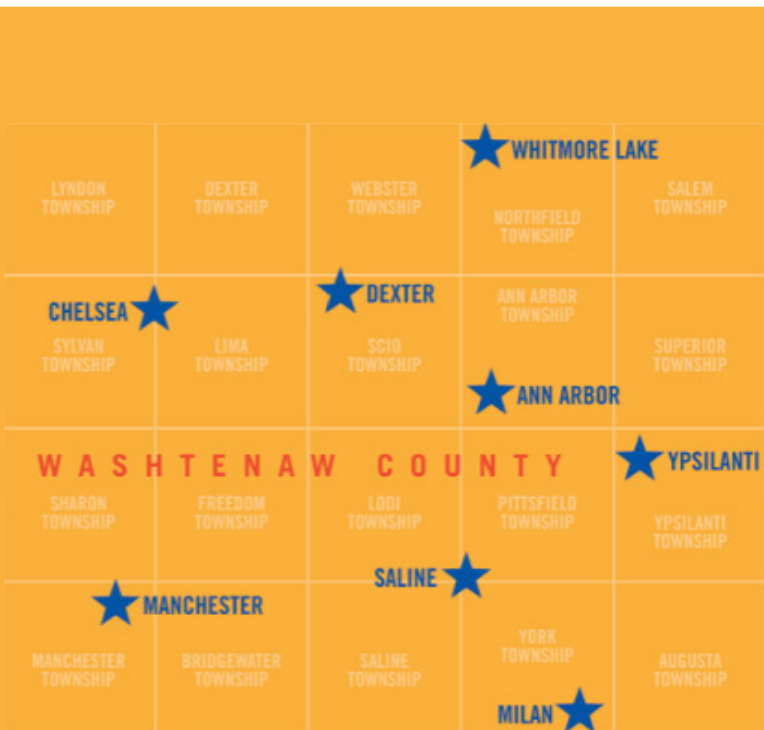 WHITMORE LAKE
LYNDON
TOWNSHIP
DEXTER
TOWNSHIP
WEBSTER
TOWNSHIP
NORTHFIELD
TOWNSHIP
SALEM
TOWNSHIP
CHELSEA
DEXTER
ANN ARBOR
TOWNSHIP
SYLVAN
TOWNSHIP
LIMA
TOWNSHIP
SCIO
TOWNSHIP
SUPERIOR
TOWNSHIP
ANN ARBOR
WASHTENAW COUNTY
YPSILANTI
SHARON
TOWNSHIP
FREEDOM
TOWNSHIP
LODI
TOWNSHIP
PITTSFIELD
TOWNSHIP
YPSILANTI
TOWNSHIP
SALINE
MANCHESTER
MANCHESTER
TOWNSHIP
BRIDGEWATER
TOWNSHIP
SALINE
TOWNSHIP
YORK
TOWNSHIP
AUGUSTA
TOWNSHIP
MILAN